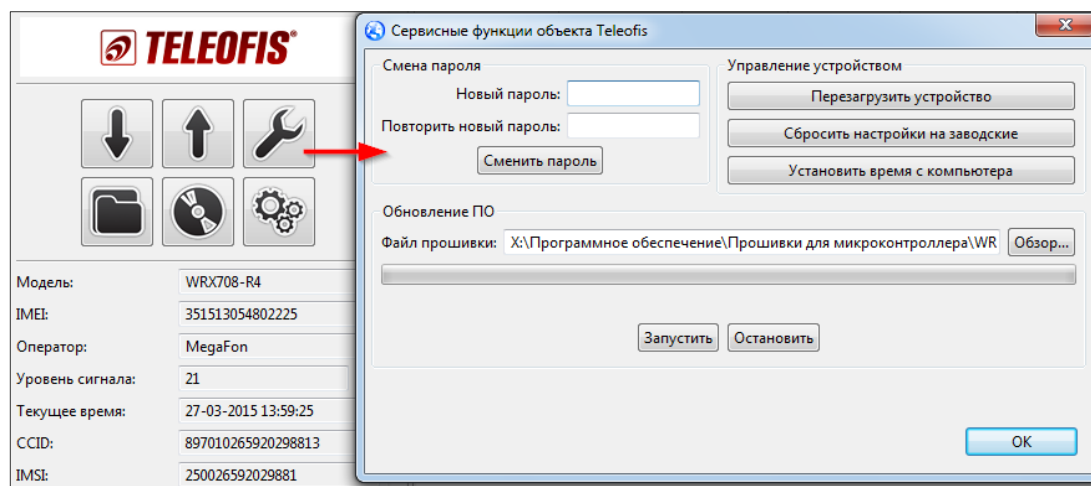 TELEOFIS®
Модель: WRX708-R4
IMEI: 351513054802225
Оператор: MegaFon
Уровень сигнала: 21
Текущее время: 27-03-2015 13:59:25
CCID: 897010265920298813
IMSI: 250026592029881
Сервисные функции объекта Teleofis
Смена пароля
Новый пароль:
Повторить новый пароль:
Сменить пароль
Управление устройством
Перезагрузить устройство
Сбросить настройки на заводские
Установить время с компьютера
Обновление ПО
Файл прошивки: X:\Программное обеспечение\Прошивки для микроконтроллера\WR Обзор...
Запустить Остановить
OK